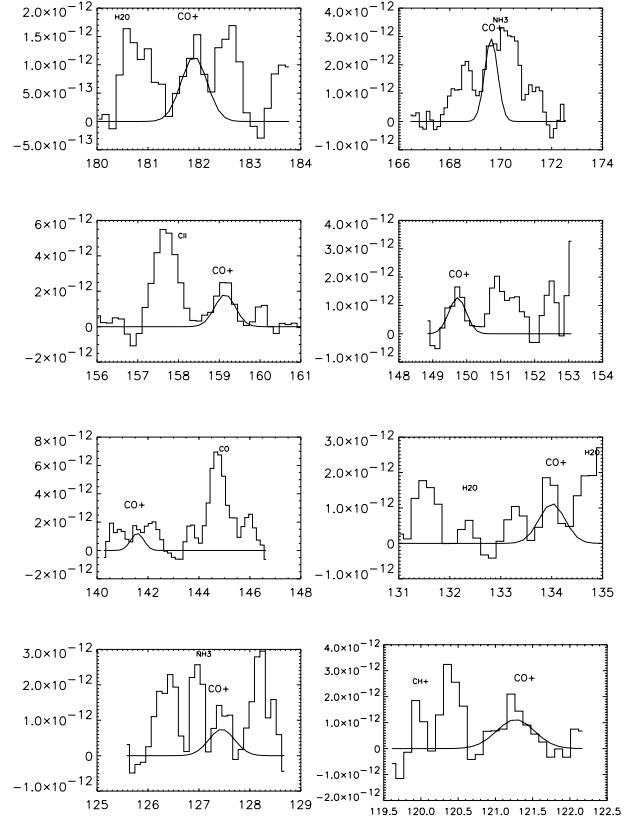 2.0×10⁻¹²
1.5×10⁻¹²
1.0×10⁻¹²
5.0×10⁻¹³
0
−5.0×10⁻¹³
H2O
CO+
180 181 182 183 184
4.0×10⁻¹²
3.0×10⁻¹²
2.0×10⁻¹²
1.0×10⁻¹²
0
−1.0×10⁻¹²
NH3
CO+
166 168 170 172 174
6×10⁻¹²
4×10⁻¹²
2×10⁻¹²
0
−2×10⁻¹²
CII
CO+
156 157 158 159 160 161
4.0×10⁻¹²
3.0×10⁻¹²
2.0×10⁻¹²
1.0×10⁻¹²
0
−1.0×10⁻¹²
CO+
148 149 150 151 152 153 154
8×10⁻¹²
6×10⁻¹²
4×10⁻¹²
2×10⁻¹²
0
−2×10⁻¹²
CO
CO+
140 142 144 146 148
3.0×10⁻¹²
2.0×10⁻¹²
1.0×10⁻¹²
0
−1.0×10⁻¹²
H2O
CO+
H2O
131 132 133 134 135
3.0×10⁻¹²
2.0×10⁻¹²
1.0×10⁻¹²
0
−1.0×10⁻¹²
NH3
CO+
125 126 127 128 129
4.0×10⁻¹²
3.0×10⁻¹²
2.0×10⁻¹²
1.0×10⁻¹²
0
−1.0×10⁻¹²
−2.0×10⁻¹²
CH+
CO+
119.5 120.0 120.5 121.0 121.5 122.0 122.5